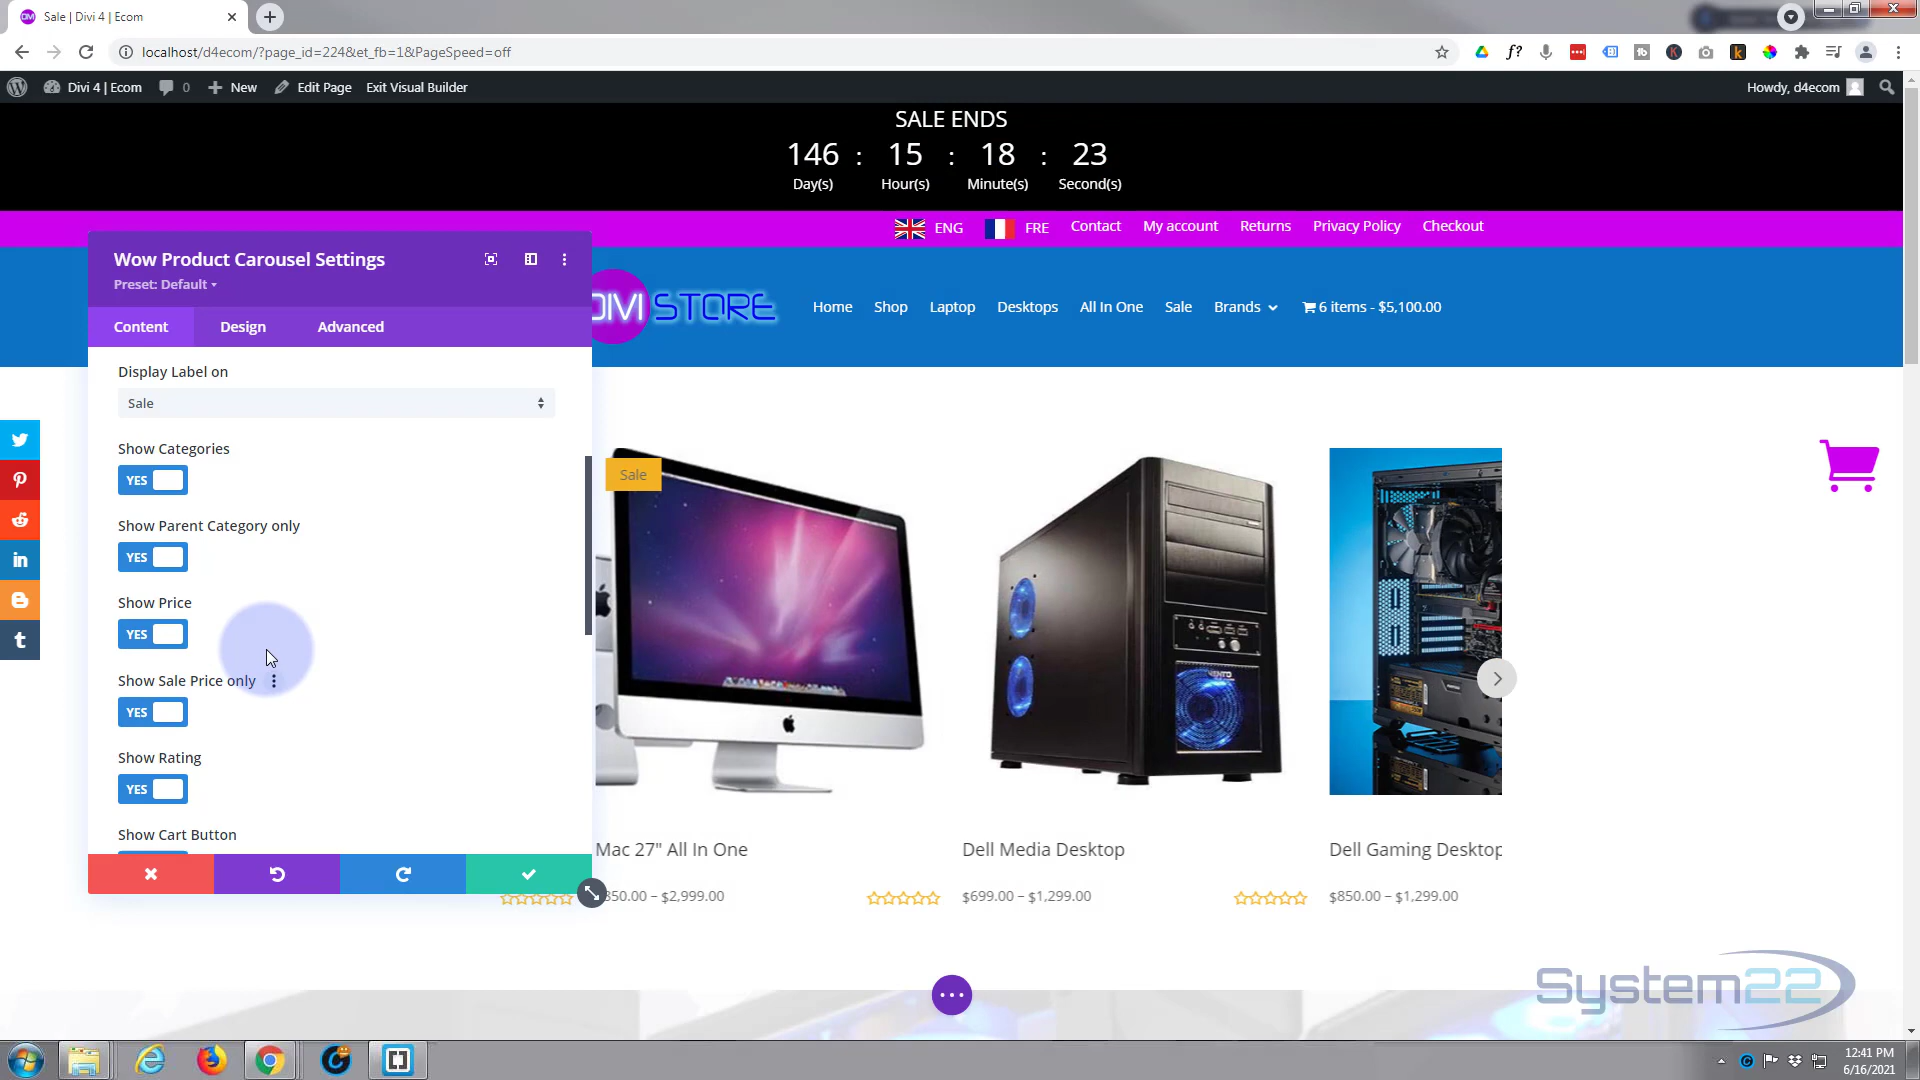 Sale | Divi 4 | Ecom
localhost/d4ecom/?page_id=224&et_fb=1&PageSpeed=off
Divi 4 | Ecom
0
New
Edit Page
Exit Visual Builder
Howdy, d4ecom
SALE ENDS
146 : 15 : 18 : 23
Day(s) Hour(s) Minute(s) Second(s)
ENG FRE Contact My account Returns Privacy Policy Checkout
DIVI STORE
Home Shop Laptop Desktops All In One Sale Brands 6 items - $5,100.00
Wow Product Carousel Settings
Preset: Default
Content Design Advanced
Display Label on
Sale
Show Categories
YES
Show Parent Category only
YES
Show Price
YES
Show Sale Price only
YES
Show Rating
YES
Show Cart Button
Sale
Mac 27" All In One
Dell Media Desktop
Dell Gaming Desktop
850.00 – $2,999.00
$699.00 – $1,299.00
$850.00 – $1,299.00
System22
12:41 PM
6/16/2021